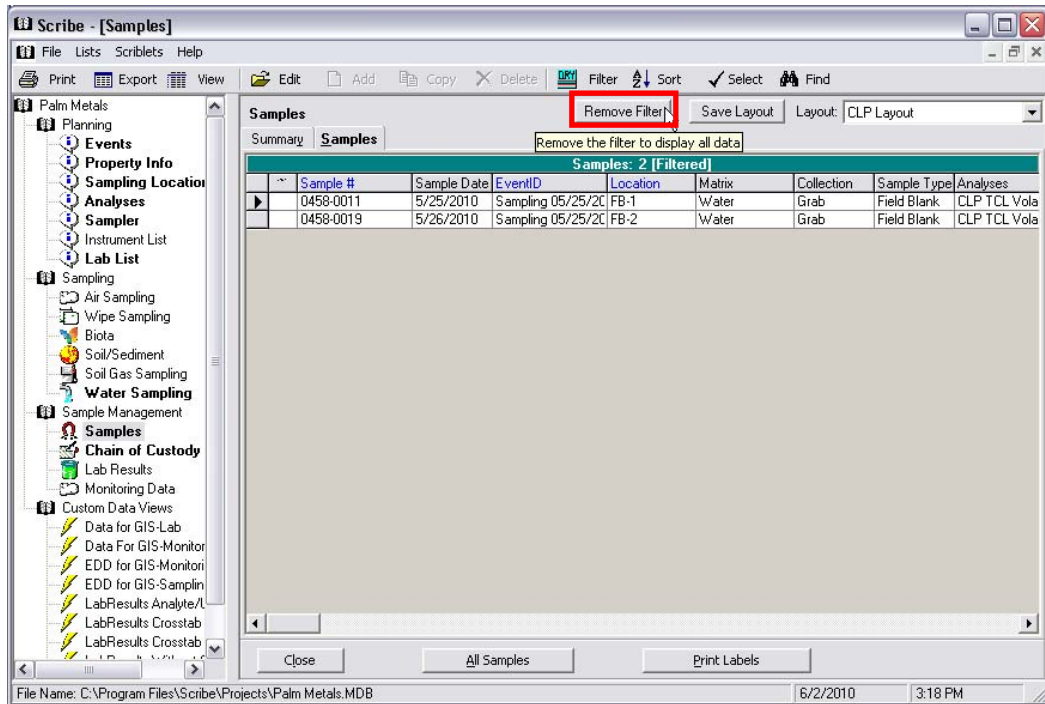 Scribe - [Samples]
File Lists Scriblets Help
Print Export View Edit Add Copy Delete QRY Filter Sort Select Find
Palm Metals
Planning
Events
Property Info
Sampling Location
Analyses
Sampler
Instrument List
Lab List
Sampling
Air Sampling
Wipe Sampling
Biota
Soil/Sediment
Soil Gas Sampling
Water Sampling
Sample Management
Samples
Chain of Custody
Lab Results
Monitoring Data
Custom Data Views
Data for GIS-Lab
Data For GIS-Monitor
EDD for GIS-Monitori
EDD for GIS-Samplin
LabResults Analyte/L
LabResults Crosstab
LabResults Crosstab
Samples Remove Filter Save Layout Layout: CLP Layout
Summary Samples
Remove the filter to display all data
Samples: 2 [Filtered]
Sample # Sample Date EventID Location Matrix Collection Sample Type Analyses
0458-0011 5/25/2010 Sampling 05/25/20 FB-1 Water Grab Field Blank CLP TCL Vola
0458-0019 5/26/2010 Sampling 05/25/20 FB-2 Water Grab Field Blank CLP TCL Vola
Close All Samples Print Labels
File Name: C:\Program Files\Scribe\Projects\Palm Metals.MDB 6/2/2010 3:18 PM